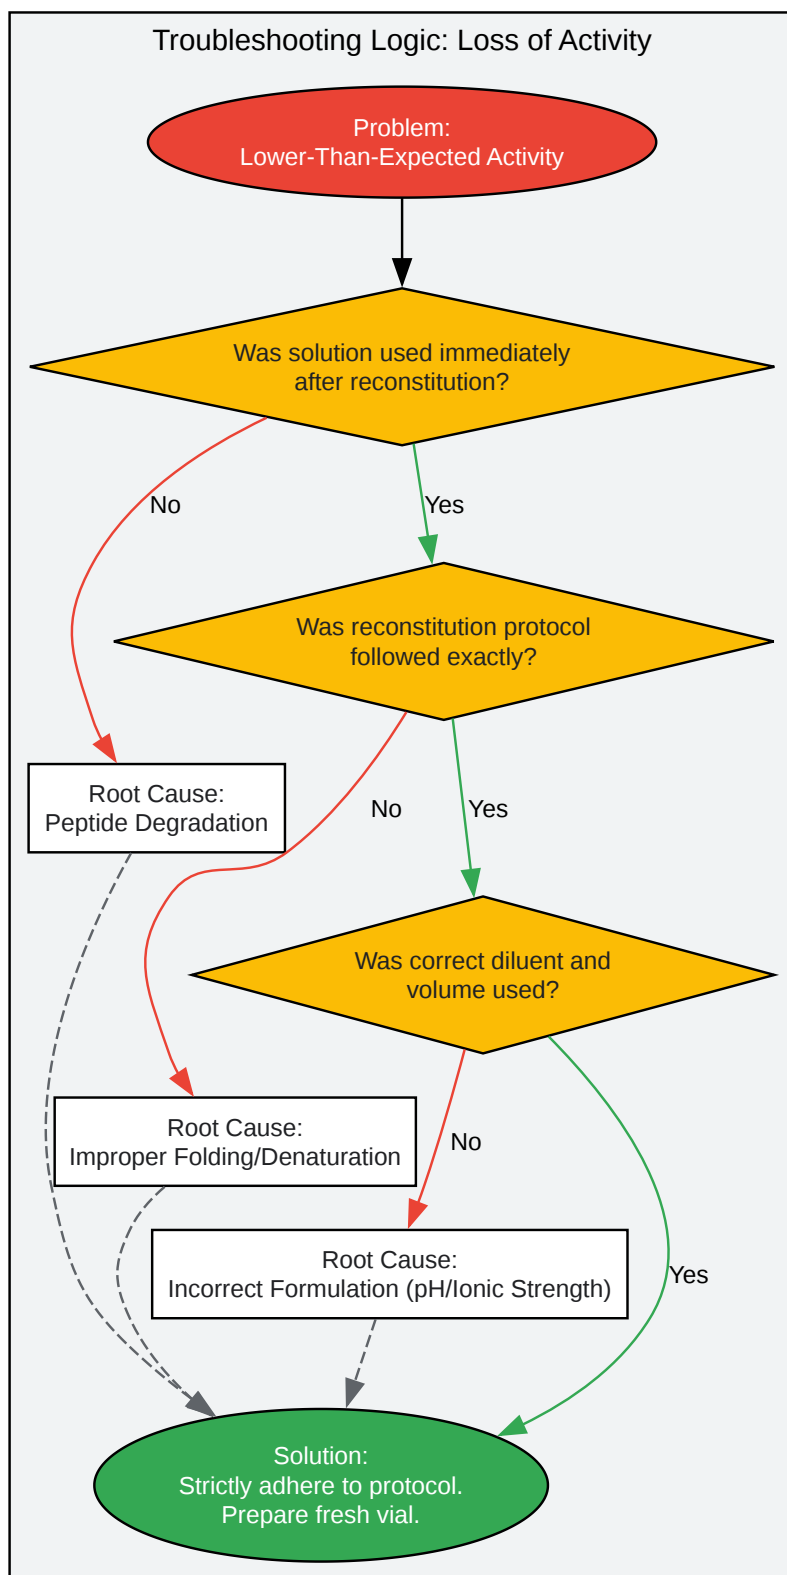 Troubleshooting Logic: Loss of Activity
Problem:
Lower-Than-Expected Activity
Was solution used immediately
after reconstitution?
No
Yes
Was reconstitution protocol
followed exactly?
Root Cause:
Peptide Degradation
No
Yes
Was correct diluent and
volume used?
Root Cause:
Improper Folding/Denaturation
No
Root Cause:
Incorrect Formulation (pH/Ionic Strength)
Yes
Solution:
Strictly adhere to protocol.
Prepare fresh vial.